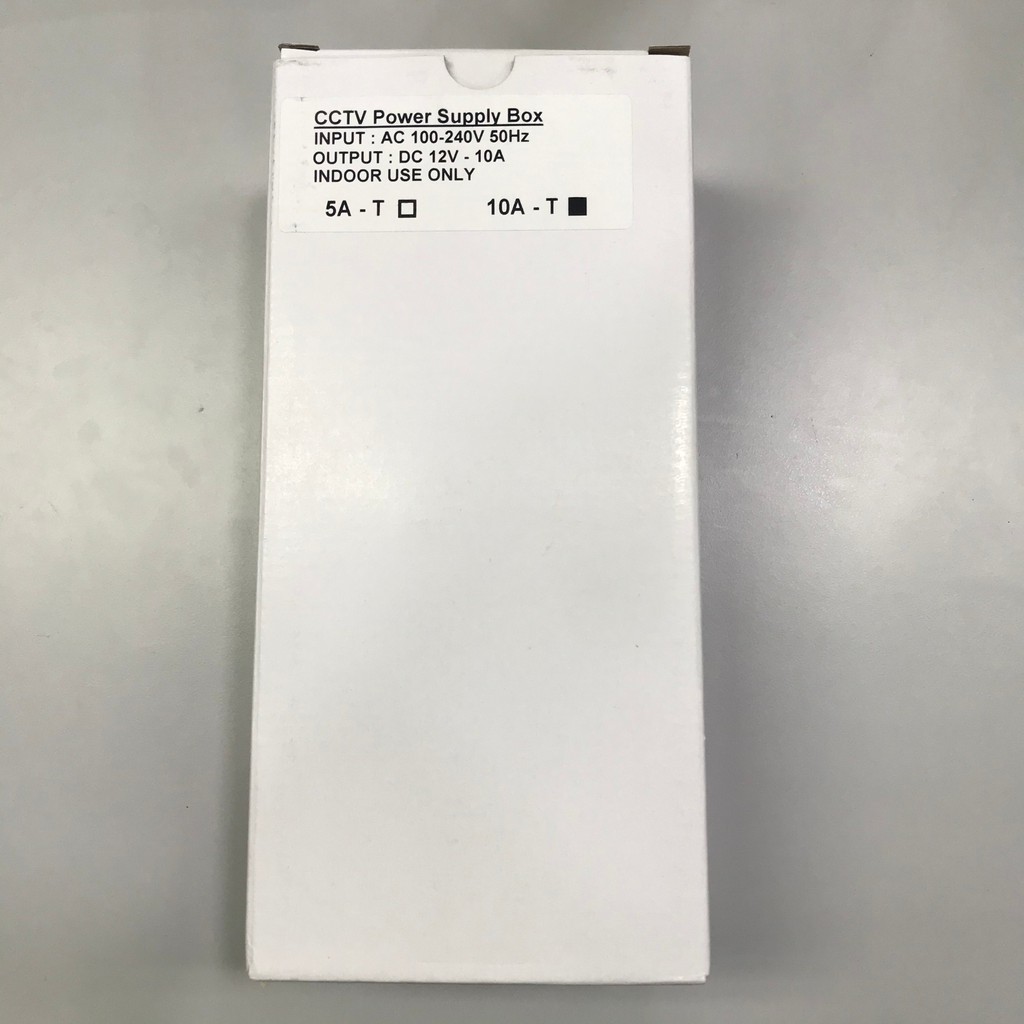 CCTV Power Supply Box
INPUT : AC 100-240V 50Hz
OUTPUT : DC 12V - 10A
INDOOR USE ONLY
5A - T ☐ 10A - T ■